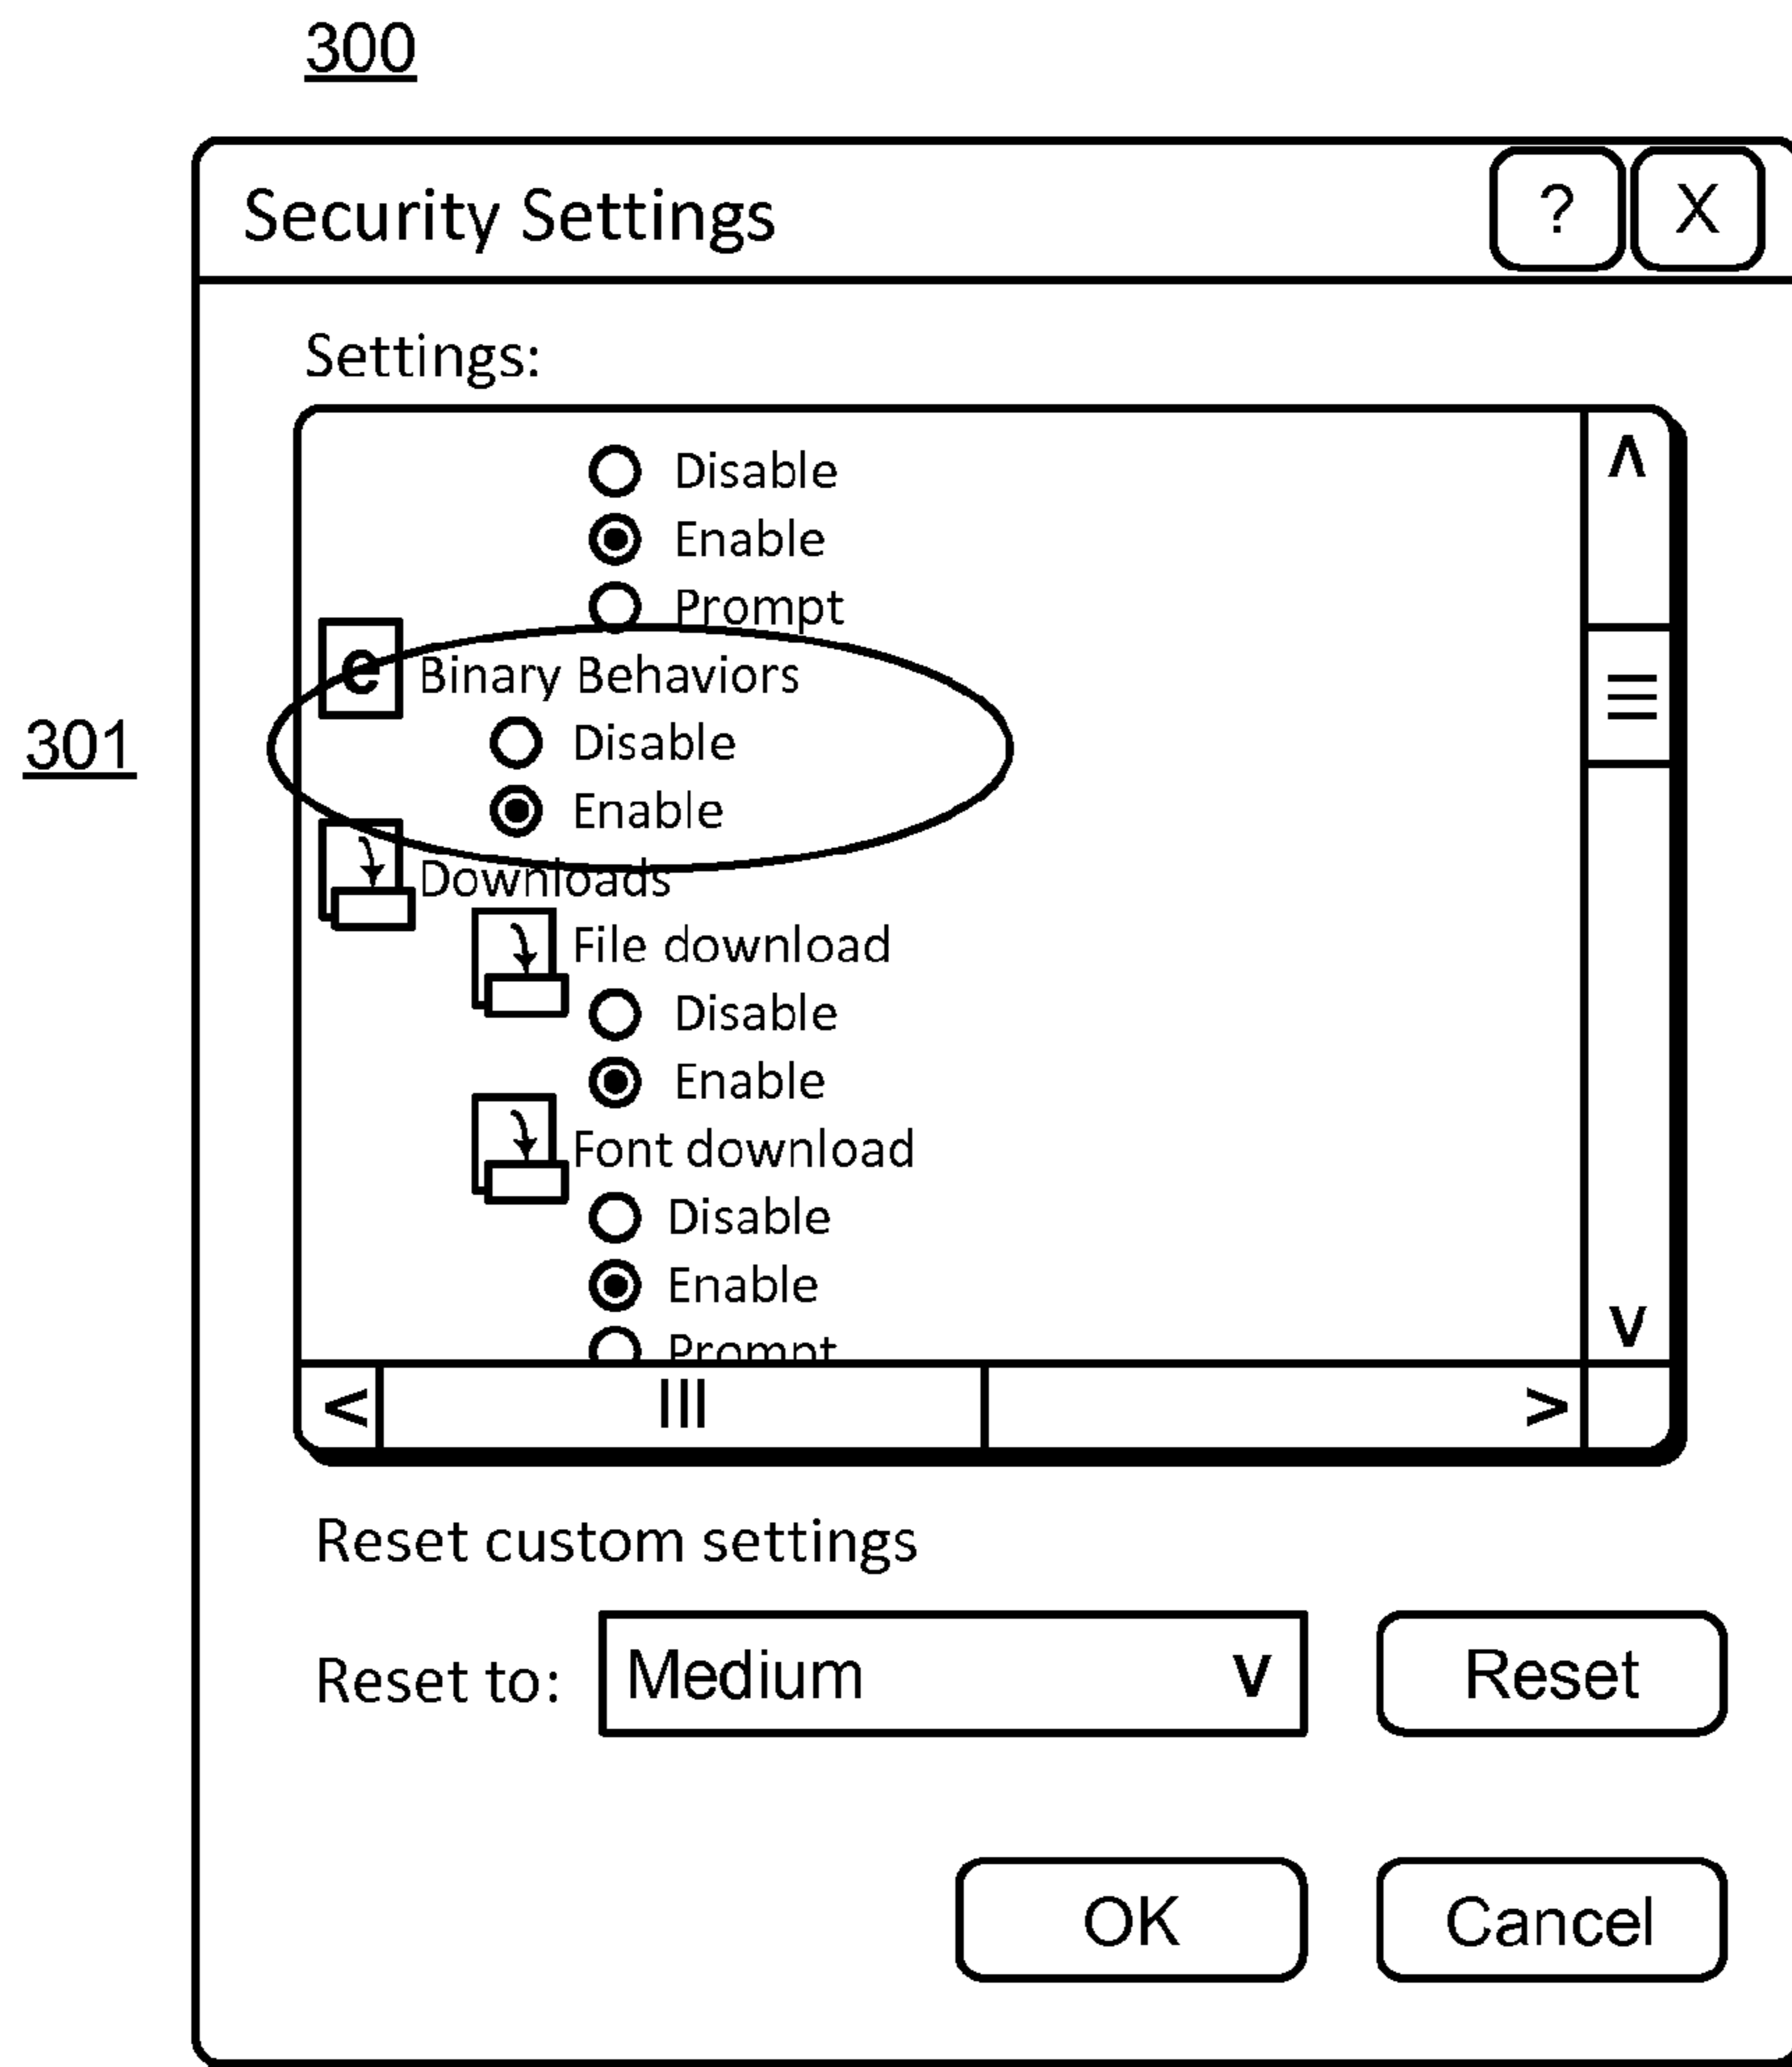 300
Security Settings ? X
Settings:
Disable
Enable
Prompt
e Binary Behaviors
301
Disable
Enable
Downloads
File download
Disable
Enable
Font download
Disable
Enable
Prompt
Reset custom settings
Reset to: Medium V Reset
OK Cancel